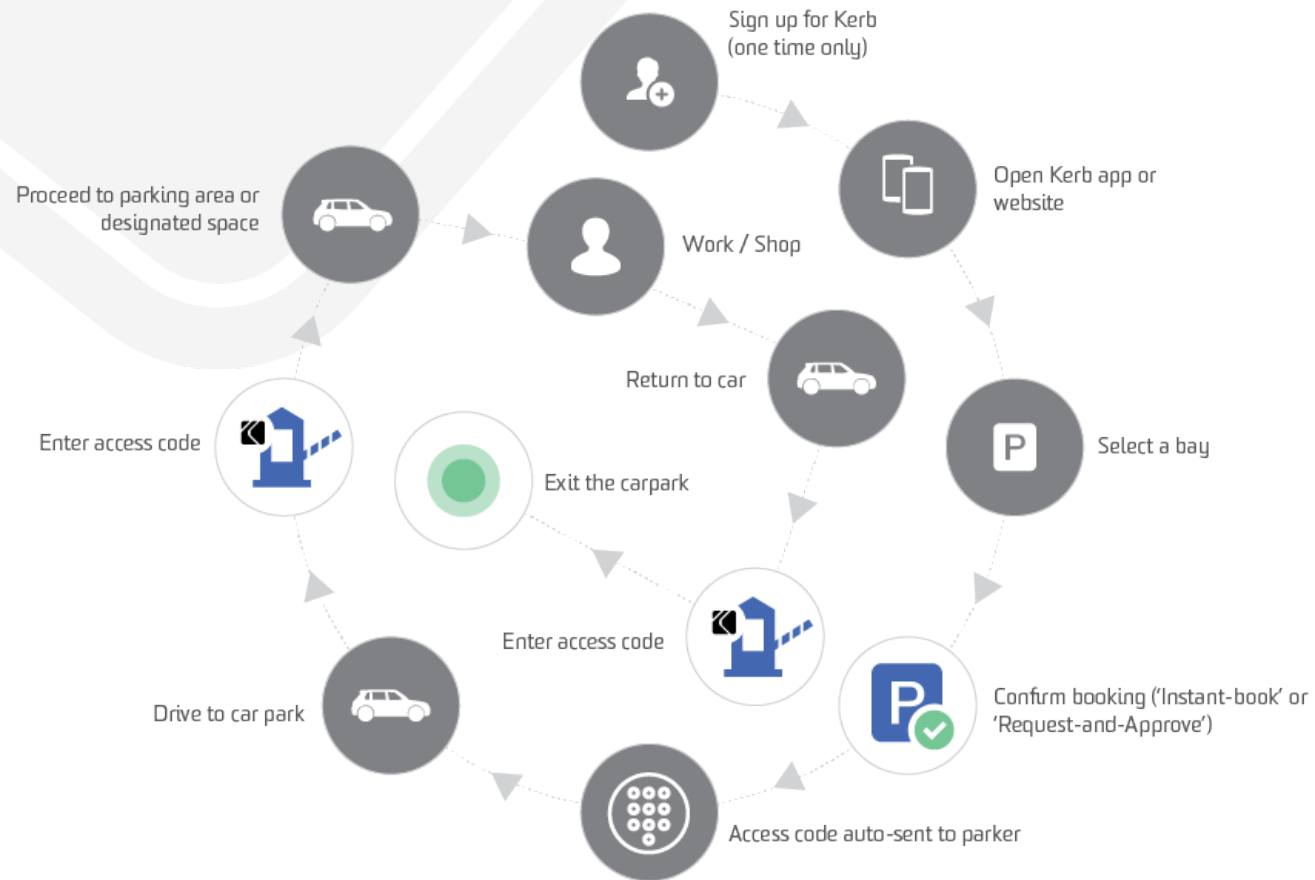 Sign up for Kerb
(one time only)
Open Kerb app or
website
Select a bay
Confirm booking (‘Instant-book’ or
‘Request-and-Approve’)
Access code auto-sent to parker
Drive to car park
Enter access code
Proceed to parking area or
designated space
Work / Shop
Return to car
Enter access code
Exit the carpark
P
P